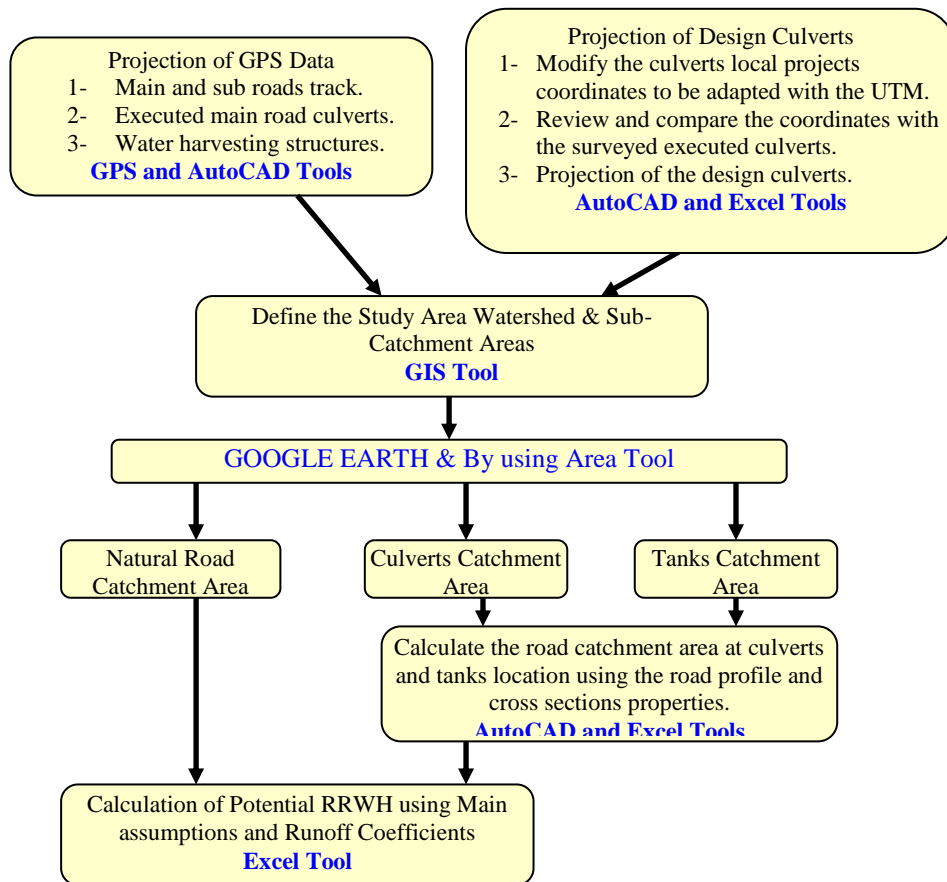 Projection of GPS Data
1- Main and sub roads track.
2- Executed main road culverts.
3- Water harvesting structures.
GPS and AutoCAD Tools
Projection of Design Culverts
1- Modify the culverts local projects
coordinates to be adapted with the UTM.
2- Review and compare the coordinates with
the surveyed executed culverts.
3- Projection of the design culverts.
AutoCAD and Excel Tools
Define the Study Area Watershed & Sub-
Catchment Areas
GIS Tool
GOOGLE EARTH & By using Area Tool
Natural Road
Catchment Area
Culverts Catchment
Area
Tanks Catchment
Area
Calculate the road catchment area at culverts
and tanks location using the road profile and
cross sections properties.
AutoCAD and Excel Tools
Calculation of Potential RRWH using Main
assumptions and Runoff Coefficients
Excel Tool